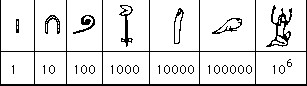 𓏺 𓎆 𓍢 𓆼 𓂭 𓆐 𓁨
1 10 100 1000 10000 100000 10⁶